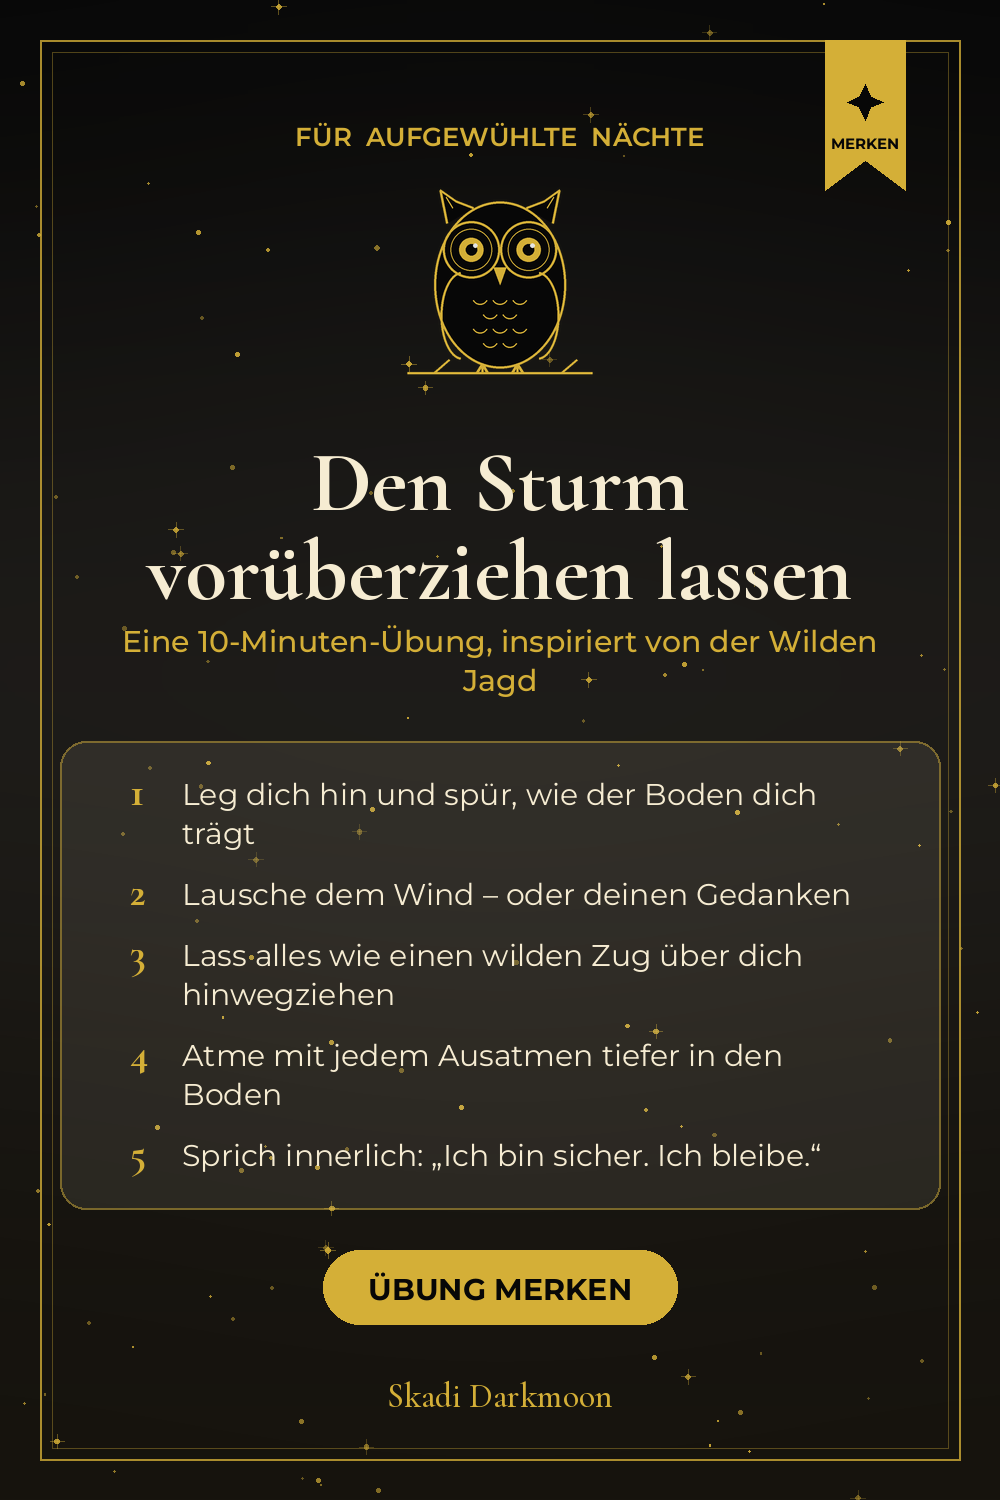 FÜR AUFGEWÜHLTE NÄCHTE
MERKEN
Den Sturm
vorüberziehen lassen
Eine 10-Minuten-Übung, inspiriert von der Wilden
Jagd
1 Leg dich hin und spür, wie der Boden dich
trägt
2 Lausche dem Wind – oder deinen Gedanken
3 Lass alles wie einen wilden Zug über dich
hinwegziehen
4 Atme mit jedem Ausatmen tiefer in den
Boden
5 Sprich innerlich: „Ich bin sicher. Ich bleibe.“
ÜBUNG MERKEN
Skadi Darkmoon